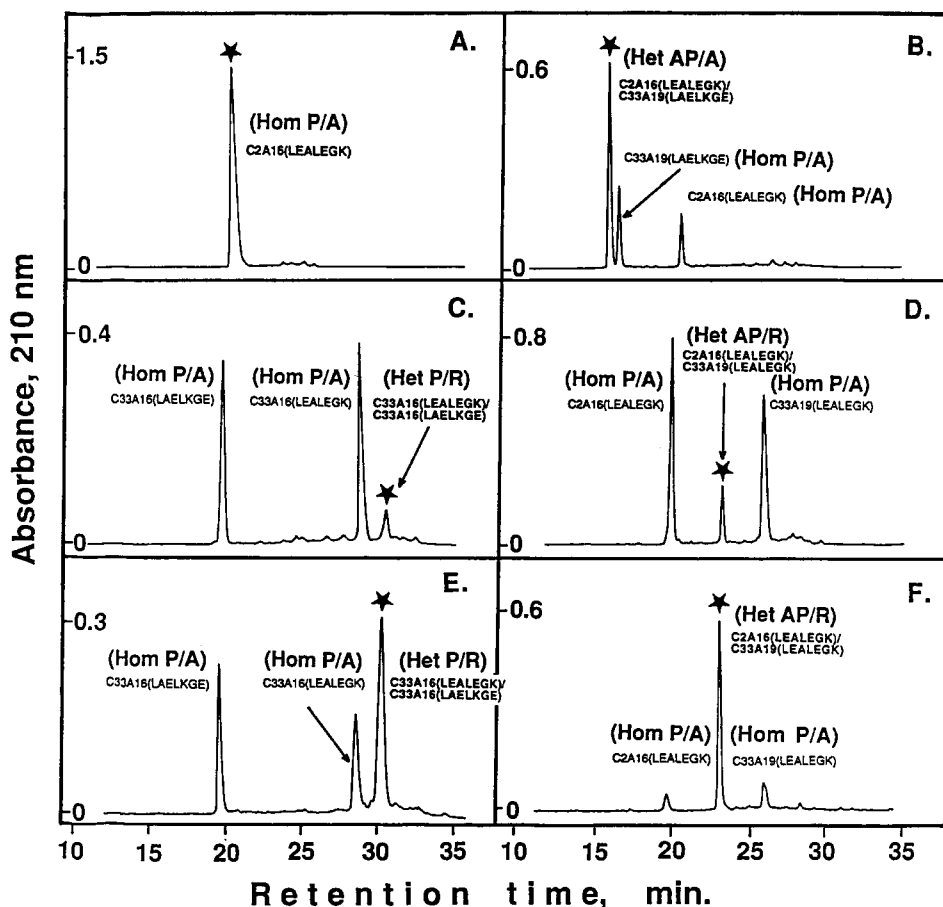 Absorbance, 210 nm
A.
1.5
(Hom P/A)
C2A16(LEALEGK)
0
B.
0.6
(Het AP/A)
C2A16(LEALEGK)/
C33A19(LAELKGE)
C33A19(LAELKGE) (Hom P/A)
C2A16(LEALEGK) (Hom P/A)
0
C.
0.4
(Hom P/A)
C33A16(LAELKGE)
(Hom P/A)
C33A16(LEALEGK)
(Het P/R)
C33A16(LEALEGK)/
C33A16(LAELKGE)
0
D.
0.8
(Het AP/R)
C2A16(LEALEGK)/
C33A19(LEALEGK)
(Hom P/A)
C2A16(LEALEGK)
(Hom P/A)
C33A19(LEALEGK)
0
E.
0.3
(Hom P/A)
C33A16(LAELKGE)
(Hom P/A)
C33A16(LEALEGK)
(Het P/R)
C33A16(LEALEGK)/
C33A16(LAELKGE)
0
F.
0.6
(Het AP/R)
C2A16(LEALEGK)/
C33A19(LEALEGK)
(Hom P/A)
C2A16(LEALEGK)
(Hom P/A)
C33A19(LEALEGK)
0
10 15 20 25 30 35
10 15 20 25 30 35
Retention time, min.